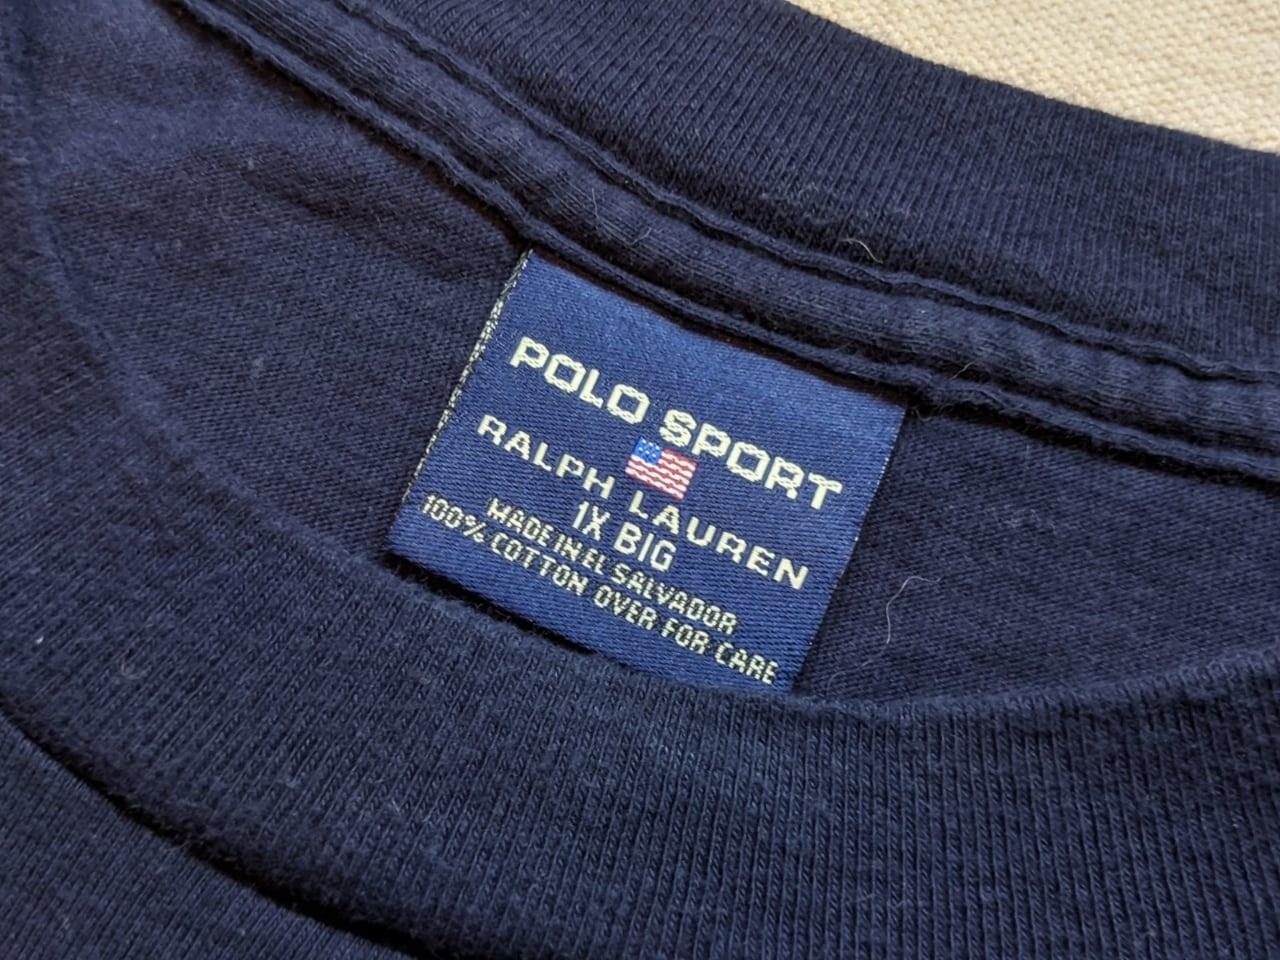 POLO SPORT
RALPH LAUREN
1X BIG
MADE IN EL SALVADOR
100% COTTON OVER FOR CARE